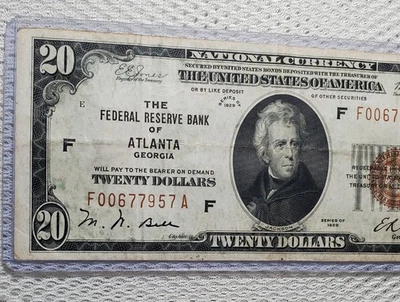 20
NATIONAL CURRENCY
SECURED BY UNITED STATES BONDS DEPOSITED WITH THE TREASURER OF
THE UNITED STATES OF AMERICA
OR BY LIKE DEPOSIT
OF OTHER SECURITIES
SERIES OF 1929
E
THE
FEDERAL RESERVE BANK
OF
ATLANTA
GEORGIA
F
F F0067
WILL PAY TO THE BEARER ON DEMAND
TWENTY DOLLARS
F00677957A
F
JACKSON
SERIES OF
1929
20
TWENTY DOLLARS